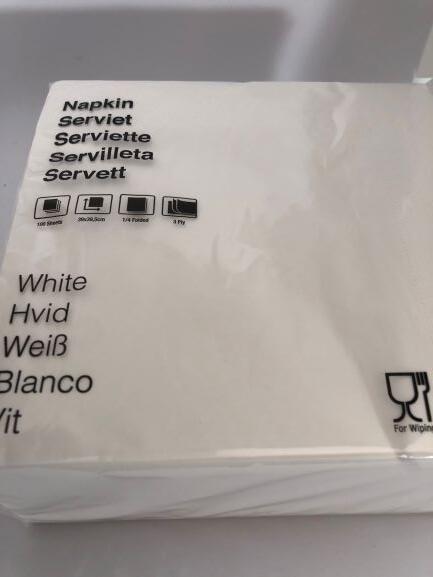 Napkin
Serviet
Serviette
Servilleta
Servett
100 Sheets 39x39,5cm 1/4 Folded 3 Ply
White
Hvid
Weiß
Blanco
Vit
For Wiping